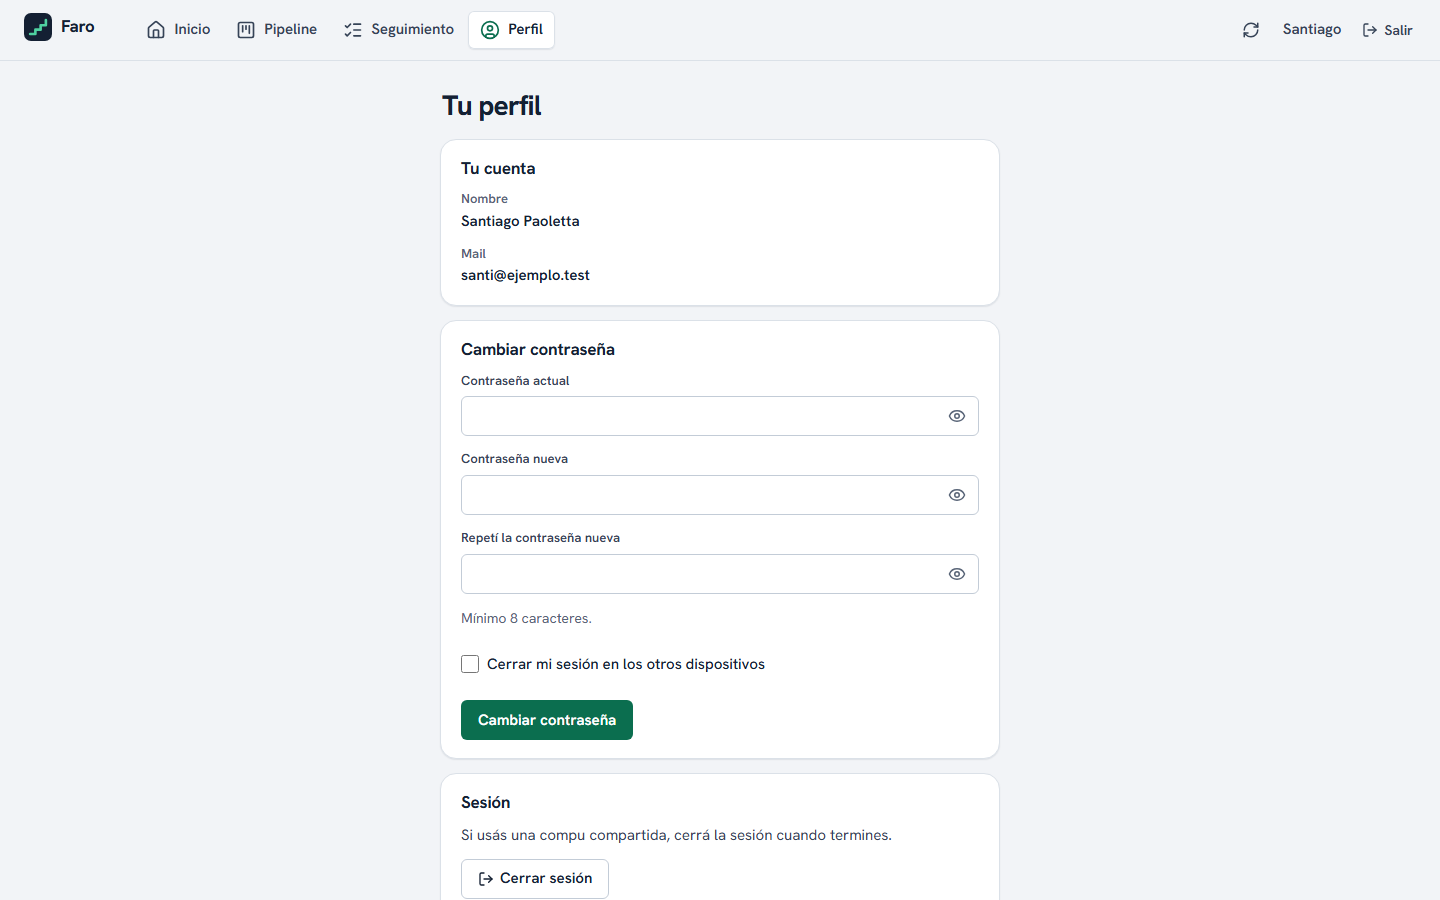 Faro
Inicio
Pipeline
Seguimiento
Perfil
Santiago
Salir
Tu perfil
Tu cuenta
Nombre
Santiago Paoletta
Mail
santi@ejemplo.test
Cambiar contraseña
Contraseña actual
Contraseña nueva
Repetí la contraseña nueva
Mínimo 8 caracteres.
Cerrar mi sesión en los otros dispositivos
Cambiar contraseña
Sesión
Si usás una compu compartida, cerrá la sesión cuando termines.
Cerrar sesión